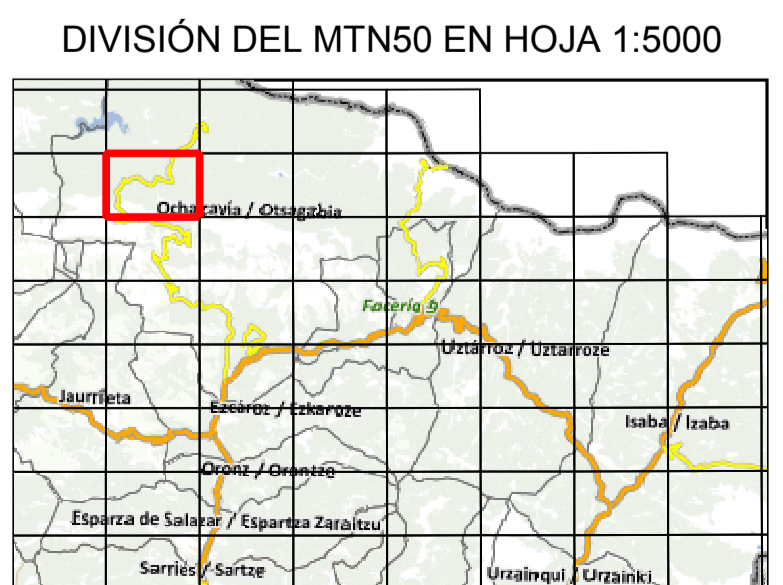 DIVISIÓN DEL MTN50 EN HOJA 1:5000
Ochagavía / Otsagabia
Facería 9
Uztárroz / Uztarroze
Jaurrieta
Ezcároz / Ezkaroze
Isaba / Izaba
Oronz / Orontze
Esparza de Salazar / Espartza Zaraitzu
Sarriés / Sartze
Urzainqui / Urzainki